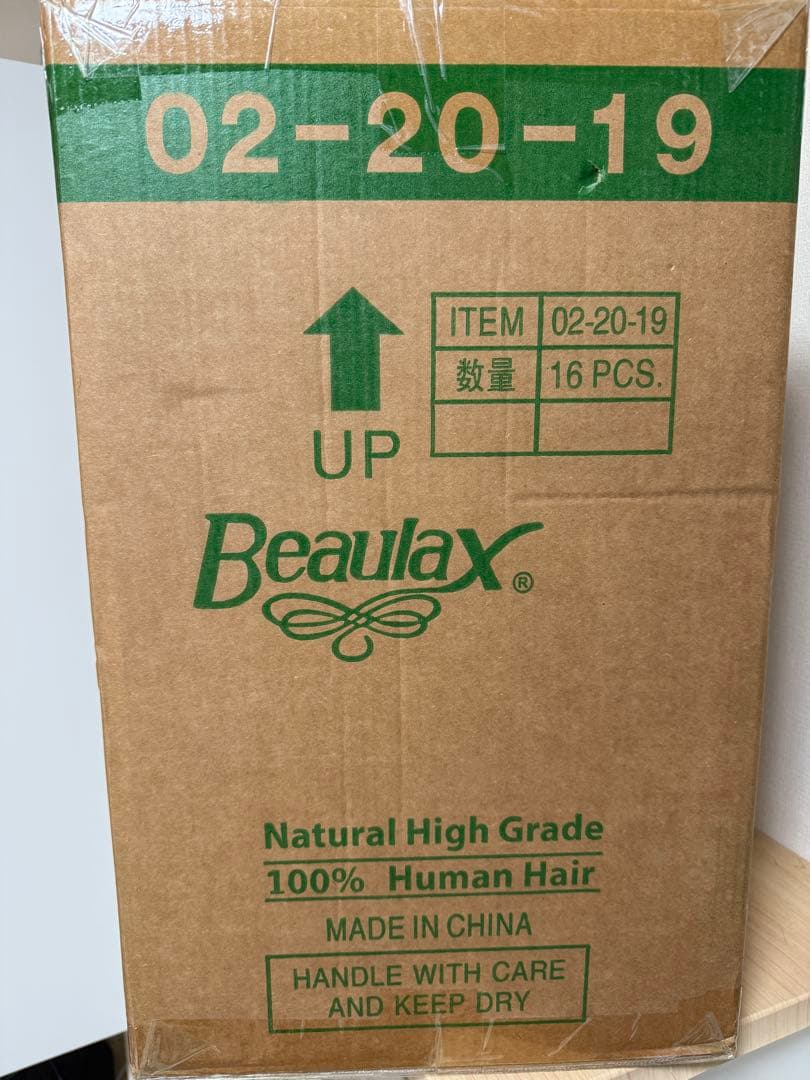 02-20-19
ITEM 02-20-19
数量 16 PCS.
UP
Beaulax®
Natural High Grade
100% Human Hair
MADE IN CHINA
HANDLE WITH CARE
AND KEEP DRY